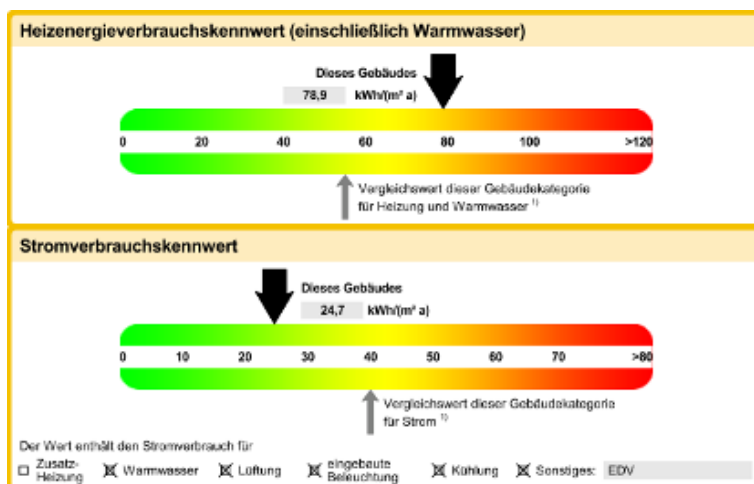 Heizenergieverbrauchskennwert (einschließlich Warmwasser)
Dieses Gebäudes
78,9 kWh/(m² a)
0 20 40 60 80 100 >120
Vergleichswert dieser Gebäudekategorie
für Heizung und Warmwasser ¹⁾
Stromverbrauchskennwert
Dieses Gebäudes
24,7 kWh/(m² a)
0 10 20 30 40 50 60 70 >80
Vergleichswert dieser Gebäudekategorie
für Strom ¹⁾
Der Wert enthält den Stromverbrauch für
☐ Zusatz-Heizung ☒ Warmwasser ☒ Lüftung ☒ eingebaute Beleuchtung ☒ Kühlung ☒ Sonstiges: EDV